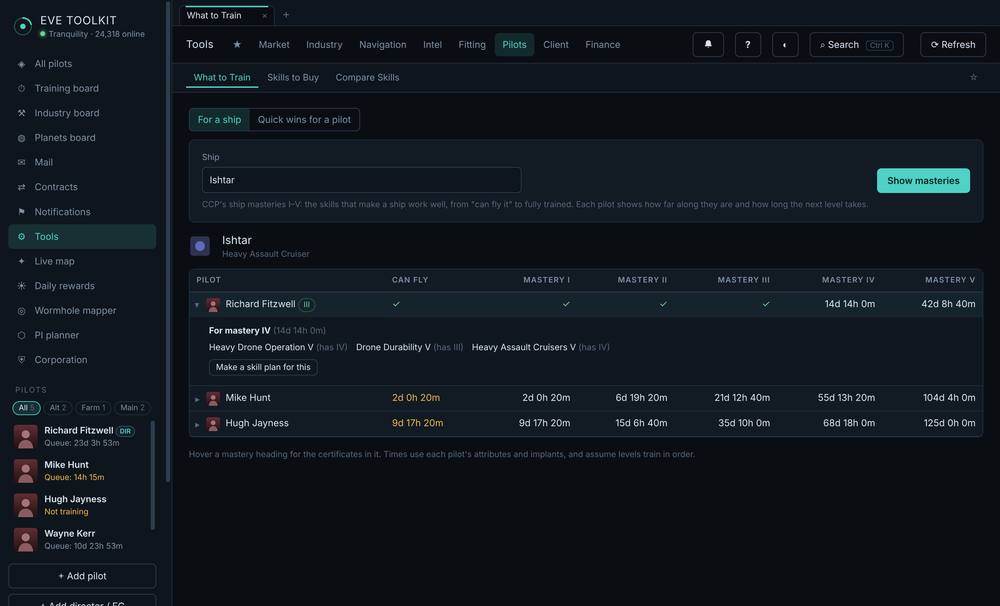 EVE TOOLKIT
Tranquility · 24,318 online
All pilots
Training board
Industry board
Planets board
Mail
Contracts
Notifications
Tools
Live map
Daily rewards
Wormhole mapper
PI planner
Corporation
PILOTS
All 5 Alt 2 Farm 1 Main 2
Richard Fitzwell DIR
Queue: 23d 3h 53m
Mike Hunt
Queue: 14h 15m
Hugh Jayness
Not training
Wayne Kerr
Queue: 10d 23h 53m
+ Add pilot
+ Add director / FC
What to Train × +
Tools ★ Market Industry Navigation Intel Fitting Pilots Client Finance ? Search Ctrl K ⟳ Refresh
What to Train Skills to Buy Compare Skills ☆
For a ship Quick wins for a pilot
Ship
Ishtar
Show masteries
CCP's ship masteries I–V: the skills that make a ship work well, from "can fly it" to fully trained. Each pilot shows how far along they are and how long the next level takes.
Ishtar
Heavy Assault Cruiser
PILOT CAN FLY MASTERY I MASTERY II MASTERY III MASTERY IV MASTERY V
▾ Richard Fitzwell III ✓ ✓ ✓ ✓ 14d 14h 0m 42d 8h 40m
For mastery IV (14d 14h 0m)
Heavy Drone Operation V (has IV) Drone Durability V (has III) Heavy Assault Cruisers V (has IV)
Make a skill plan for this
▸ Mike Hunt 2d 0h 20m 2d 0h 20m 6d 19h 20m 21d 12h 40m 55d 13h 20m 104d 4h 0m
▸ Hugh Jayness 9d 17h 20m 9d 17h 20m 15d 6h 40m 35d 10h 0m 68d 18h 0m 125d 0h 0m
Hover a mastery heading for the certificates in it. Times use each pilot's attributes and implants, and assume levels train in order.